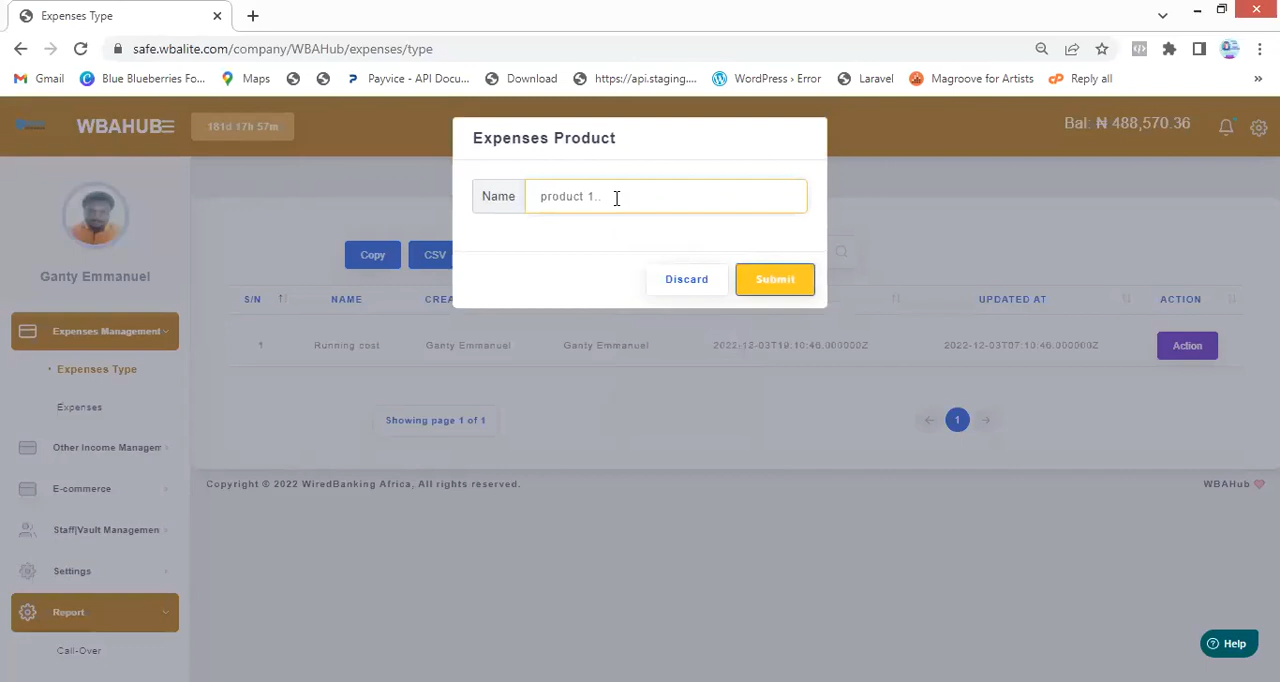 Expenses Type
safe.wbalite.com/company/WBAHub/expenses/type
Gmail Blue Blueberries Fo... Maps Payvice - API Docu... Download https://api.staging.... WordPress › Error Laravel Magroove for Artists Reply all »
WBAHUB 181d 17h 57m Bal: ₦ 488,570.36
Expenses Product
Name product 1..
Discard Submit
Ganty Emmanuel
Expenses Management
Expenses Type
Expenses
Other Income Managem
E-commerce
Staff|Vault Managemen
Settings
Report
Call-Over
Copy CSV
S/N NAME CREA UPDATED AT ACTION
1 Running cost Ganty Emmanuel Ganty Emmanuel 2022-12-03T19:10:46.000000Z 2022-12-03T07:10:46.000000Z Action
Showing page 1 of 1 1
Copyright © 2022 WiredBanking Africa, All rights reserved. WBAHub
Help